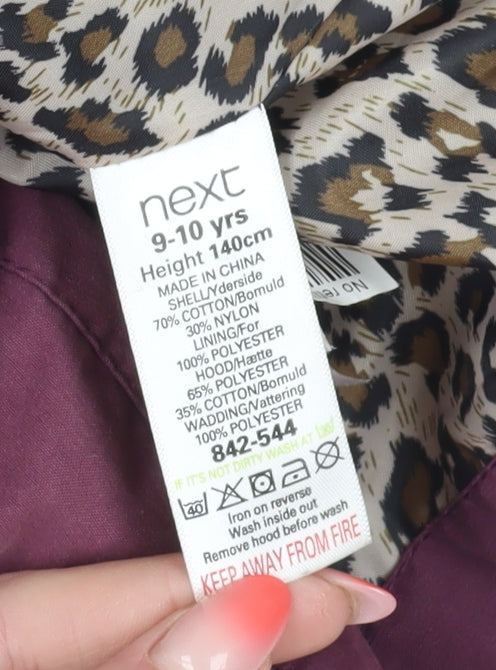 next
9-10 yrs
Height 140cm
MADE IN CHINA
SHELL/Yderside
70% COTTON/Bomuld
30% NYLON
LINING/For
100% POLYESTER
HOOD/Hætte
65% POLYESTER
35% COTTON/Bomuld
WADDING/Vattering
100% POLYESTER
842-544
IF IT'S NOT DIRTY WASH AT 30°
40
Iron on reverse
Wash inside out
Remove hood before wash
KEEP AWAY FROM FIRE
No